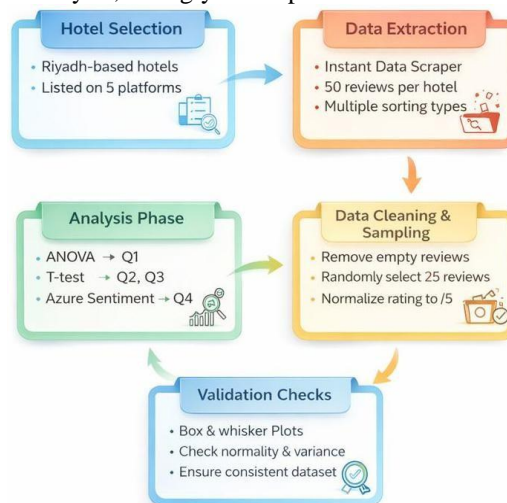 Hotel Selection
• Riyadh-based hotels
• Listed on 5 platforms
Data Extraction
• Instant Data Scraper
• 50 reviews per hotel
• Multiple sorting types
Analysis Phase
• ANOVA → Q1
• T-test → Q2, Q3
• Azure Sentiment → Q4
Data Cleaning &
Sampling
• Remove empty reviews
• Randomly select 25 reviews
• Normalize rating to /5
Validation Checks
• Box & whisker Plots
• Check normality & variance
• Ensure consistent dataset